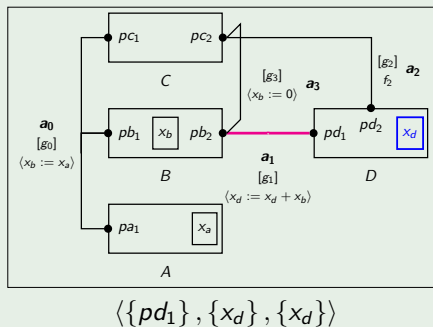 pc₁ pc₂
C
[g₂] a₂
f₂
[g₃] a₃
⟨x_b := 0⟩
a₀
[g₀]
⟨x_b := x_a⟩
pb₁ x_b pb₂
B
pd₁ pd₂ x_d
D
a₁
[g₁]
⟨x_d := x_d + x_b⟩
pa₁ x_a
A
⟨{pd₁} , {x_d} , {x_d}⟩